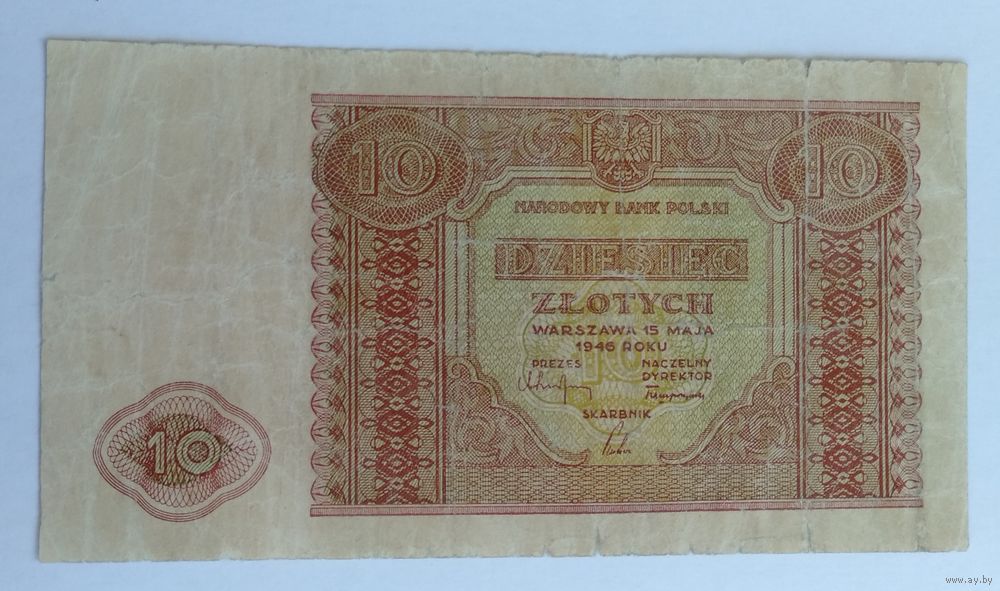 10 10
NARODOWY BANK POLSKI
DZIESIĘĆ
ZŁOTYCH
WARSZAWA 15 MAJA
1946 ROKU
PREZES NACZELNY
DYREKTOR
SKARBNIK
10
10
www.ay.by